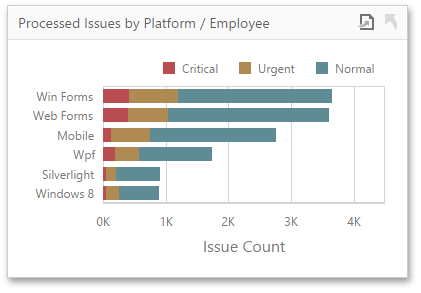 Processed Issues by Platform / Employee
Critical Urgent Normal
Win Forms
Web Forms
Mobile
Wpf
Silverlight
Windows 8
0K 1K 2K 3K 4K
Issue Count